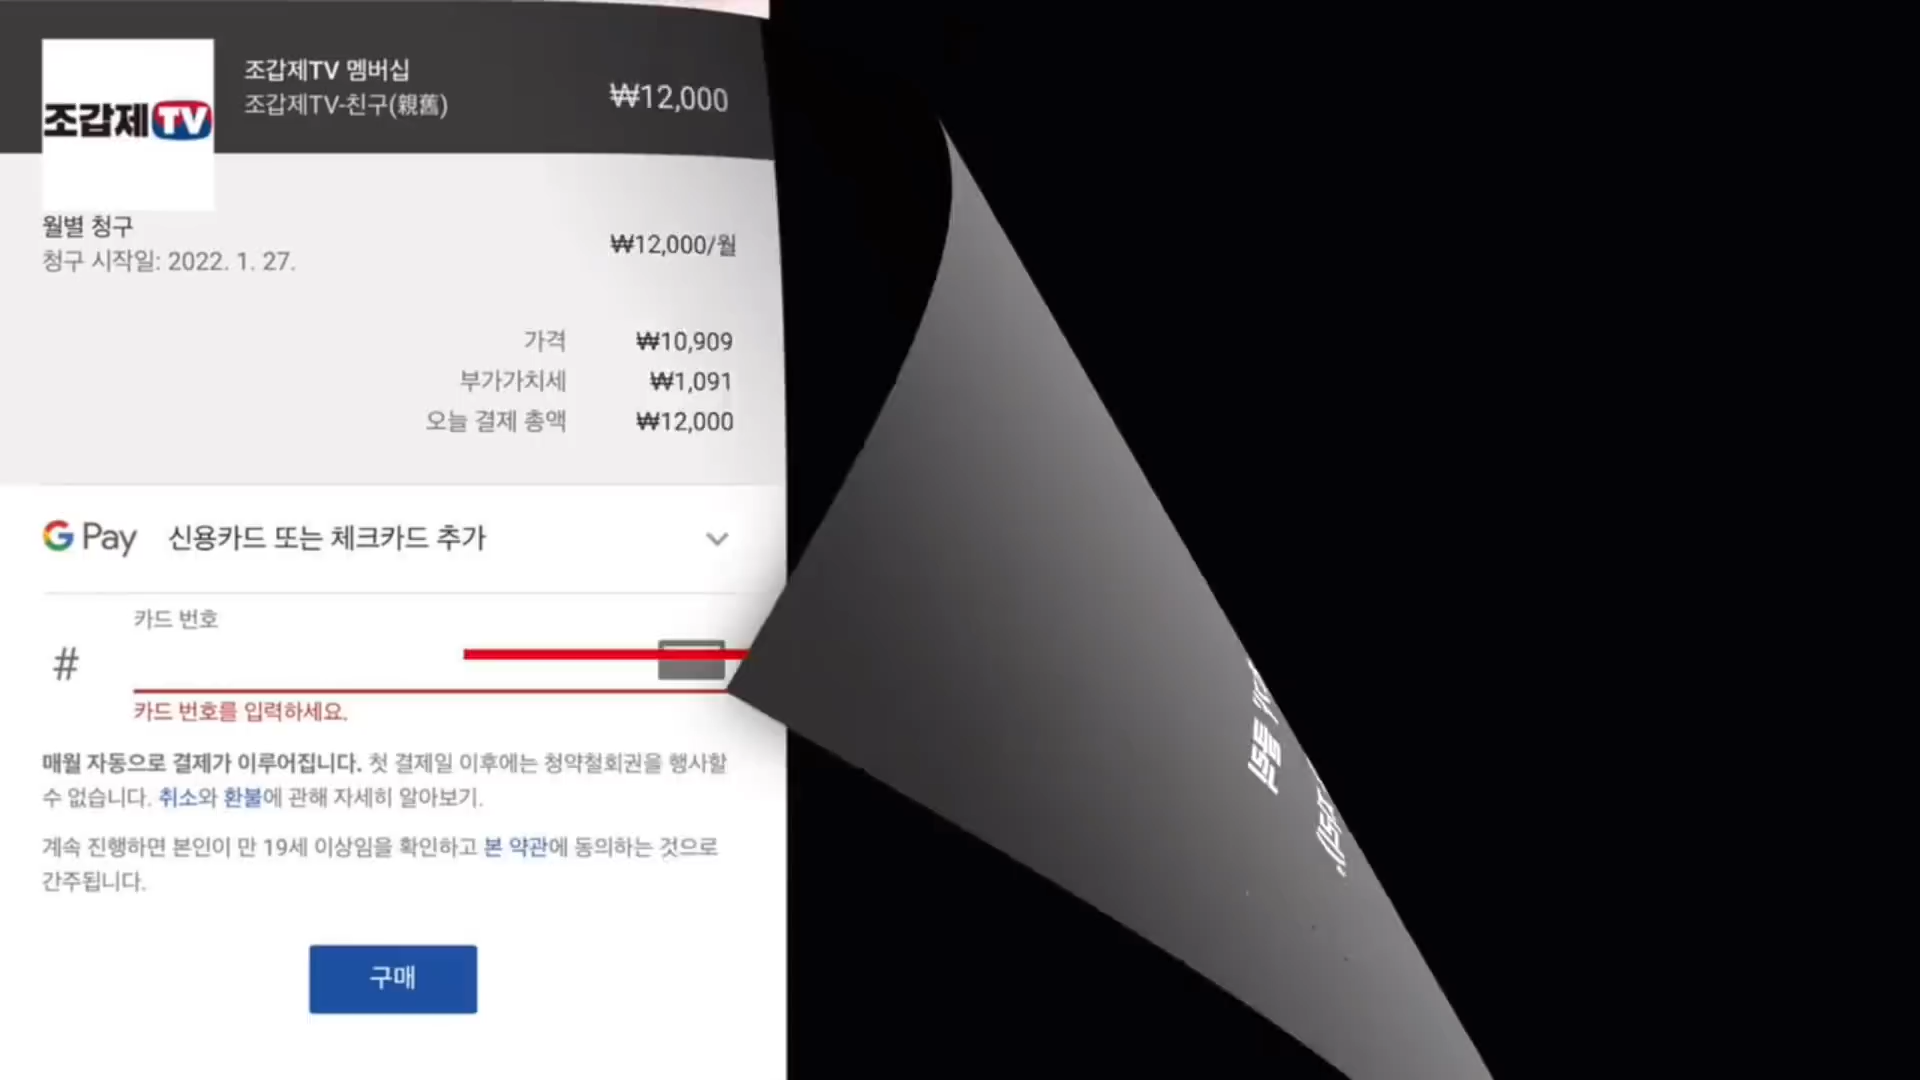 조갑제TV
조갑제TV 멤버십
조갑제TV-친구(親舊)
₩12,000
월별 청구
청구 시작일: 2022. 1. 27.
₩12,000/월
가격 ₩10,909
부가가치세 ₩1,091
오늘 결제 총액 ₩12,000
G Pay 신용카드 또는 체크카드 추가
카드 번호
#
카드 번호를 입력하세요.
매월 자동으로 결제가 이루어집니다. 첫 결제일 이후에는 청약철회권을 행사할
수 없습니다. 취소와 환불에 관해 자세히 알아보기.
계속 진행하면 본인이 만 19세 이상임을 확인하고 본 약관에 동의하는 것으로
간주됩니다.
구매